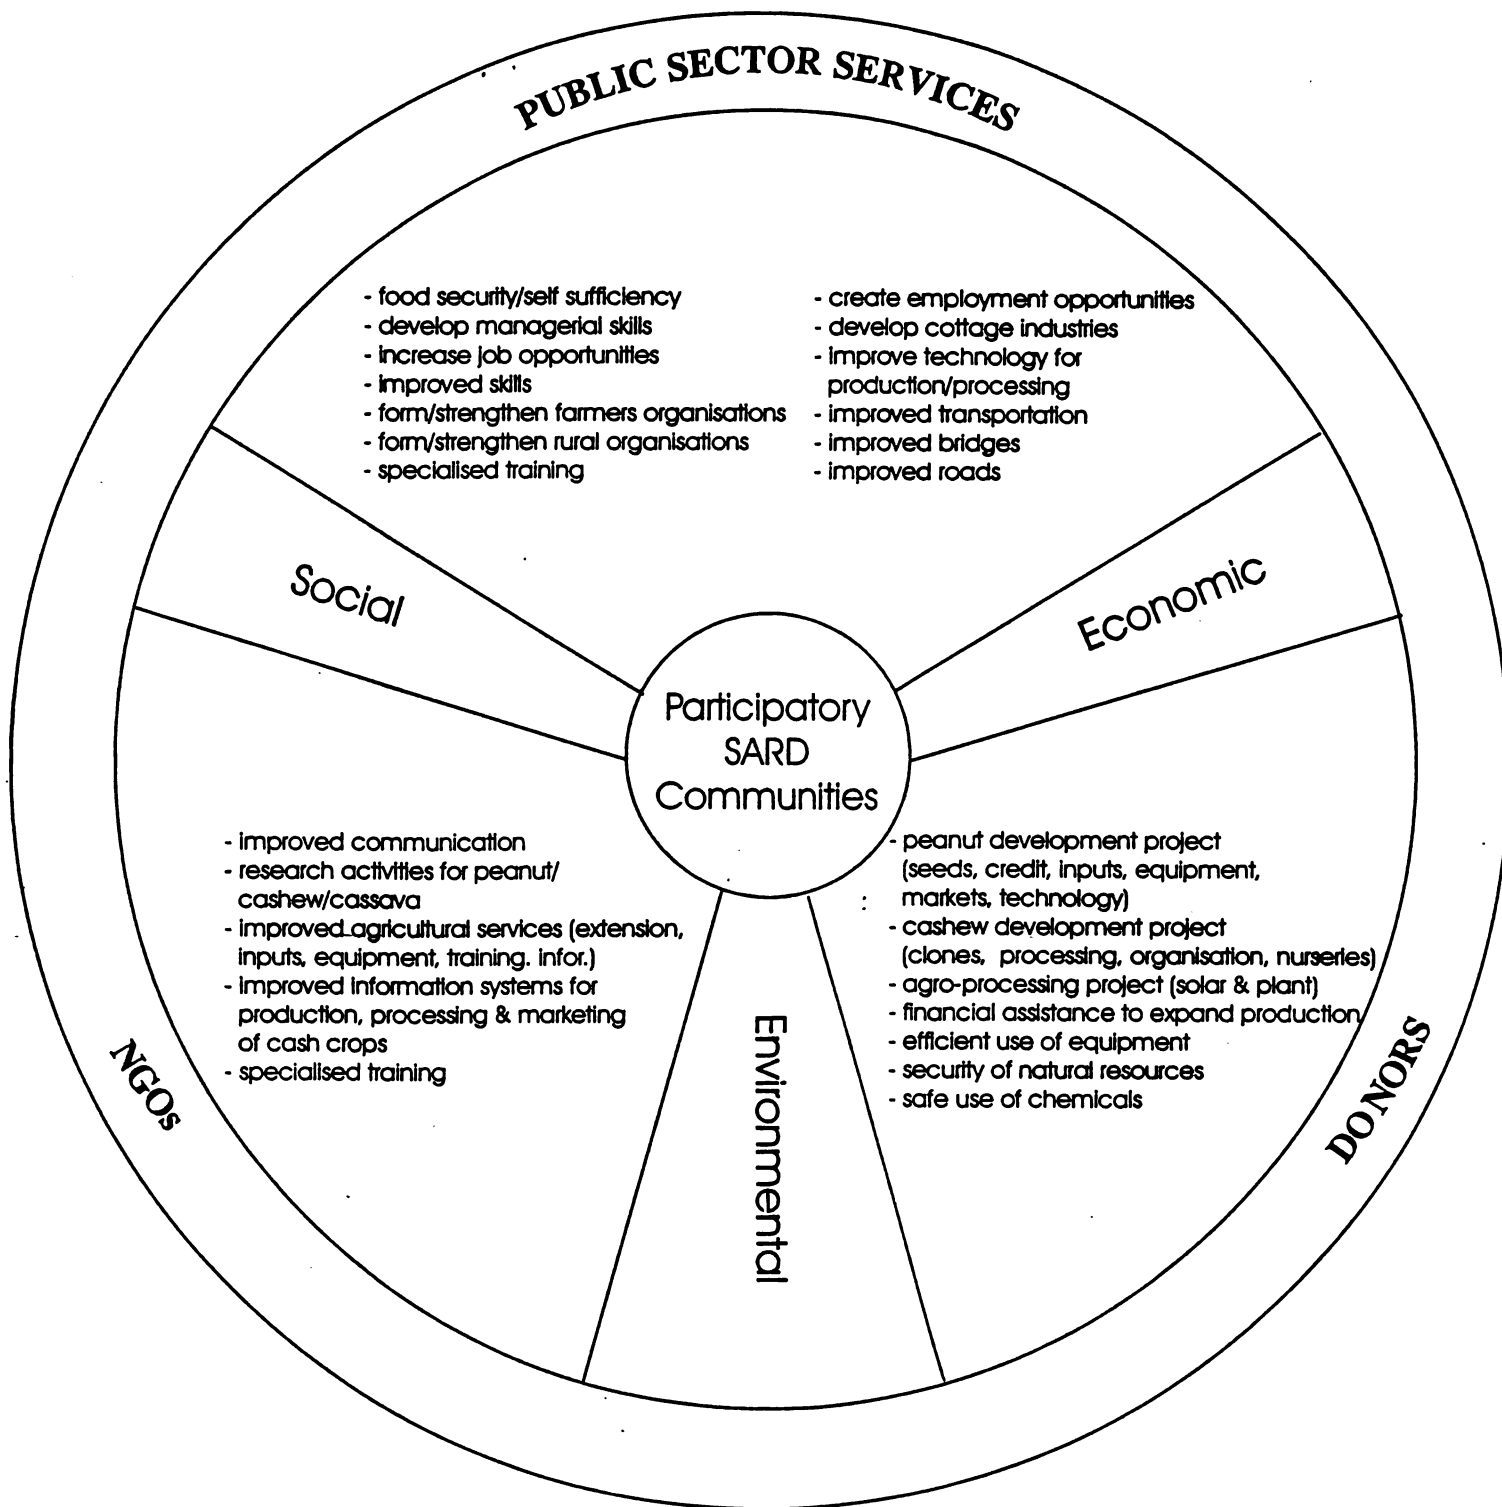 PUBLIC SECTOR SERVICES
- food security/self sufficiency
- develop managerial skills
- increase job opportunities
- improved skills
- form/strengthen farmers organisations
- form/strengthen rural organisations
- specialised training
- create employment opportunities
- develop cottage industries
- improve technology for
production/processing
- improved transportation
- improved bridges
- improved roads
Social
Economic
Participatory
SARD
Communities
- improved communication
- research activities for peanut/
cashew/cassava
- improved agricultural services (extension,
inputs, equipment, training. infor.)
- improved information systems for
production, processing & marketing
of cash crops
- specialised training
- peanut development project
(seeds, credit, inputs, equipment,
markets, technology)
- cashew development project
(clones, processing, organisation, nurseries)
- agro-processing project (solar & plant)
- financial assistance to expand production
- efficient use of equipment
- security of natural resources
- safe use of chemicals
Environmental
NGOs
DONORS